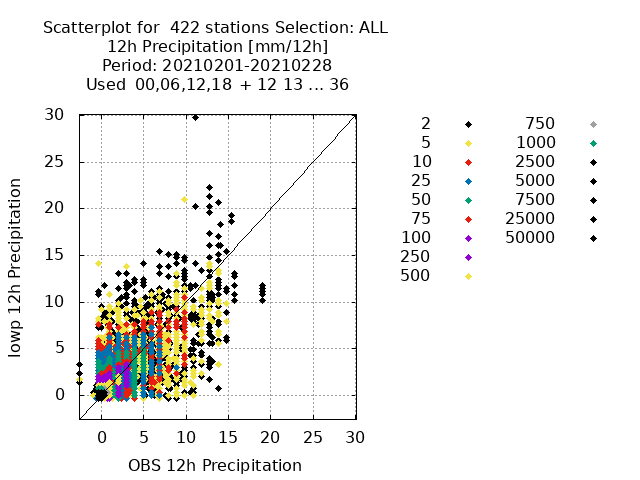 Scatterplot for  422 stations Selection: ALL
12h Precipitation [mm/12h]
Period: 20210201-20210228
Used  00,06,12,18 + 12 13 ... 36
Iowp 12h Precipitation
30
25
20
15
10
5
0
0 5 10 15 20 25 30
OBS 12h Precipitation
2 750
5 1000
10 2500
25 5000
50 7500
75 25000
100 50000
250
500